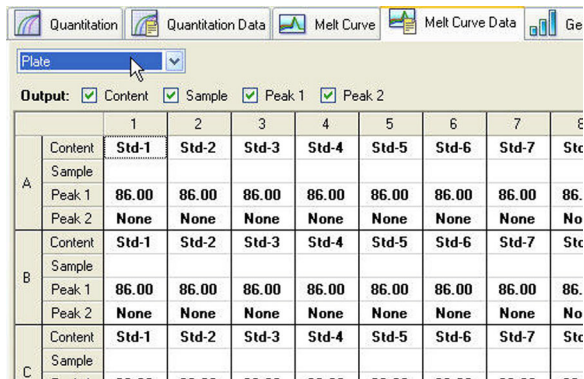 Quantitation Quantitation Data Melt Curve Melt Curve Data
Plate
Output: Content Sample Peak 1 Peak 2
1 2 3 4 5 6 7 8
Content Std-1 Std-2 Std-3 Std-4 Std-5 Std-6 Std-7
Sample
A
Peak 1 86.00 86.00 86.00 86.00 86.00 86.00 86.00 86.
Peak 2 None None None None None None None
Content Std-1 Std-2 Std-3 Std-4 Std-5 Std-6 Std-7
Sample
B
Peak 1 86.00 86.00 86.00 86.00 86.00 86.00 86.00 86.
Peak 2 None None None None None None None
Content Std-1 Std-2 Std-3 Std-4 Std-5 Std-6 Std-7
Sample
C